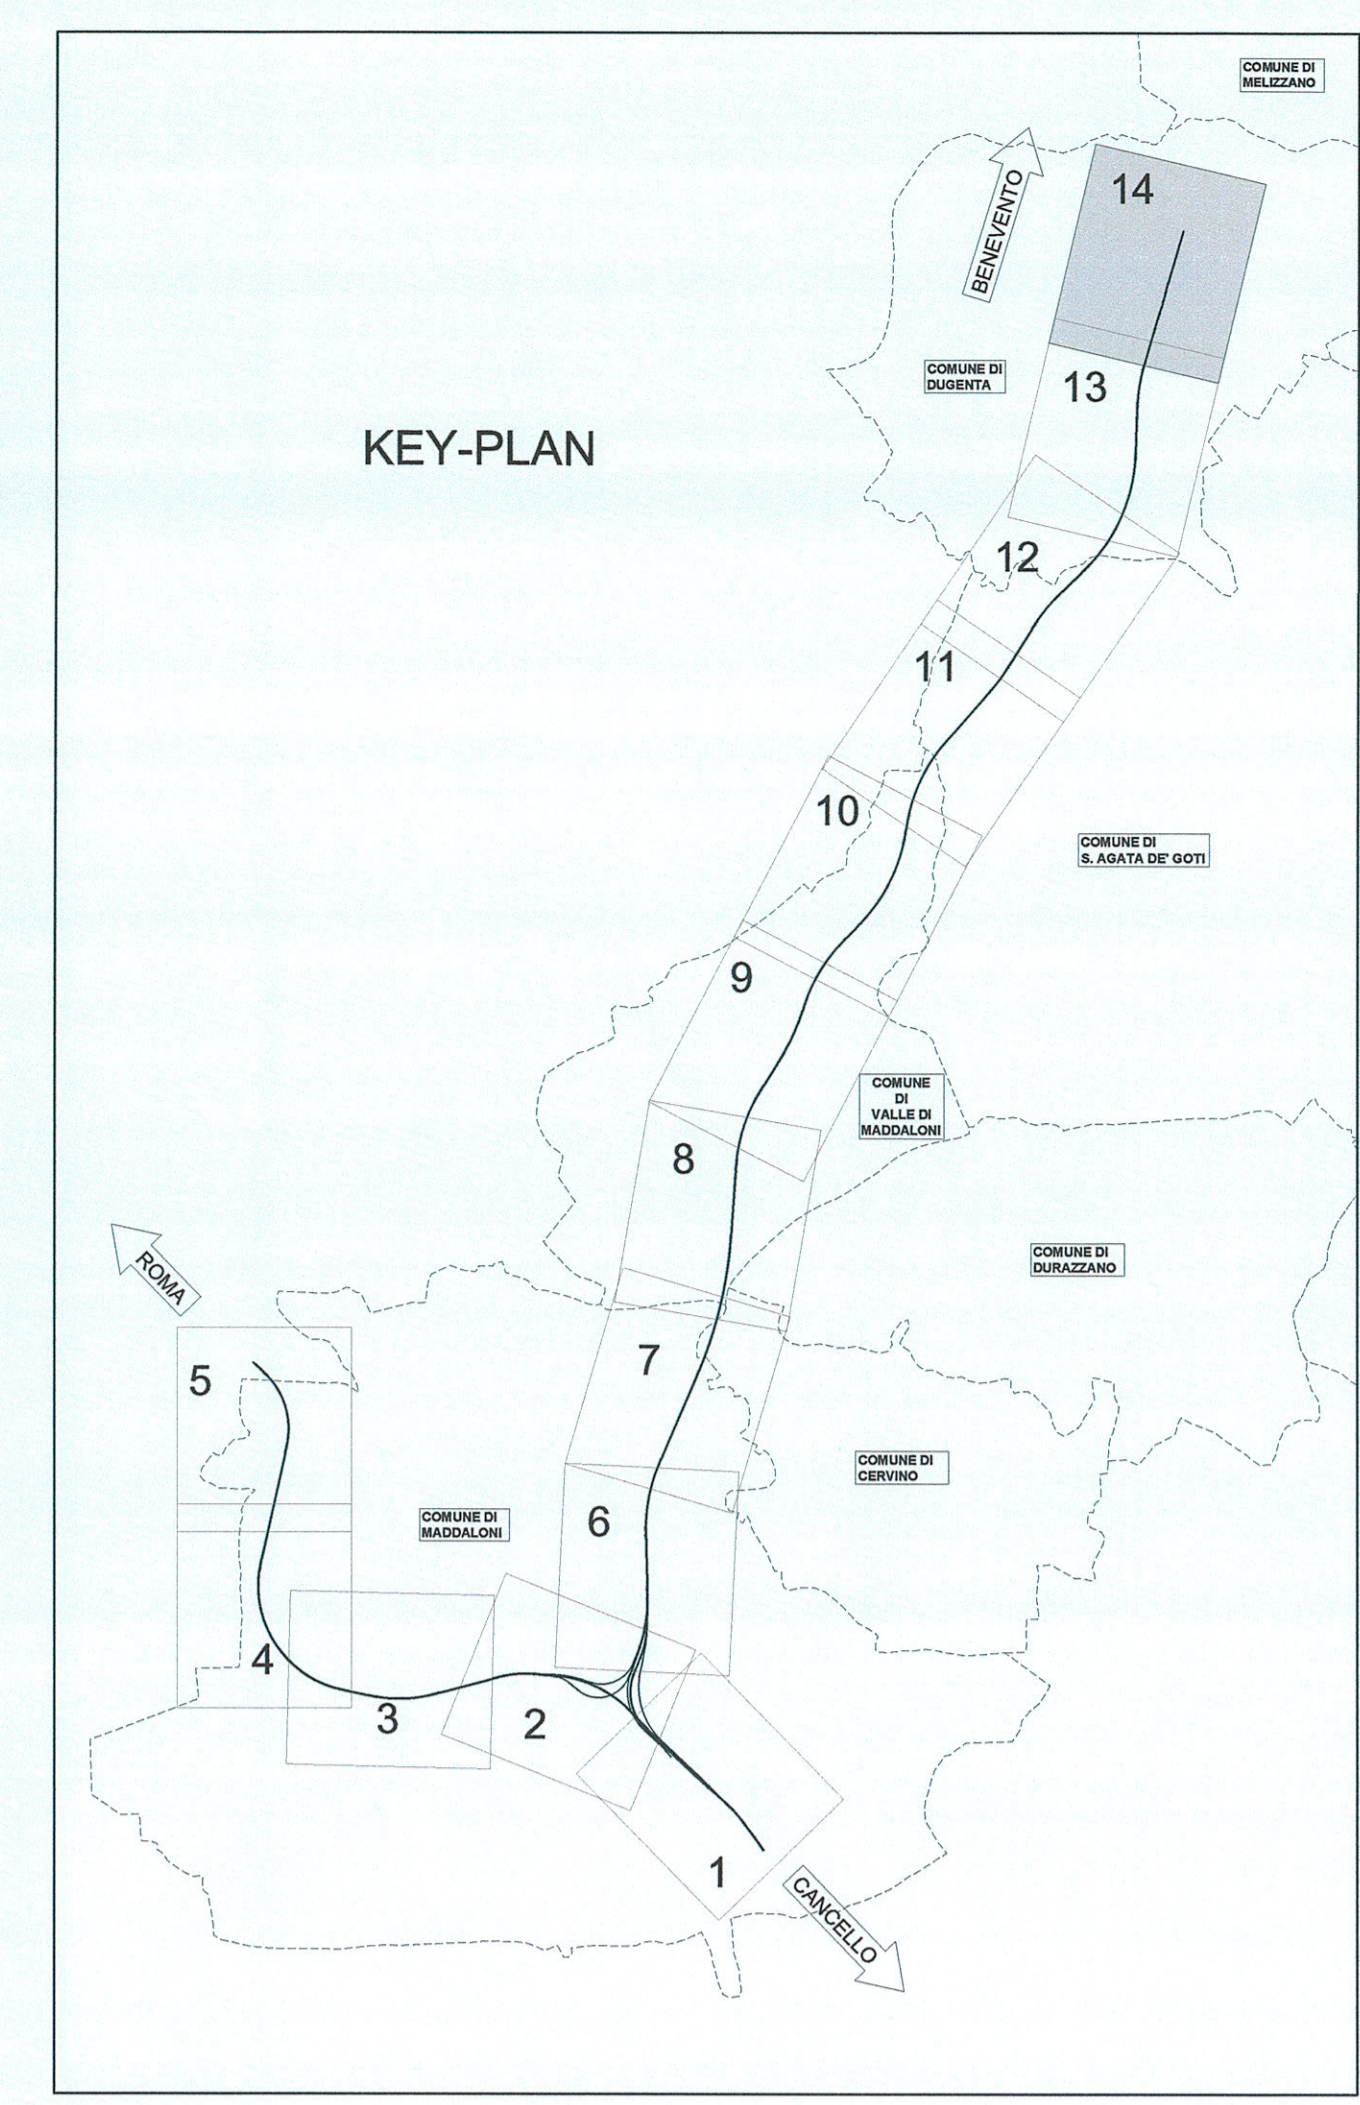 COMUNE DI
MELIZZANO
14
BENEVENTO
COMUNE DI
DUGENTA
13
KEY-PLAN
12
11
10
COMUNE DI
S. AGATA DE' GOTI
9
COMUNE
DI
VALLE DI
MADDALONI
8
COMUNE DI
DURAZZANO
ROMA
7
5
COMUNE DI
CERVINO
COMUNE DI
MADDALONI
6
4
3
2
1
CANCELLO